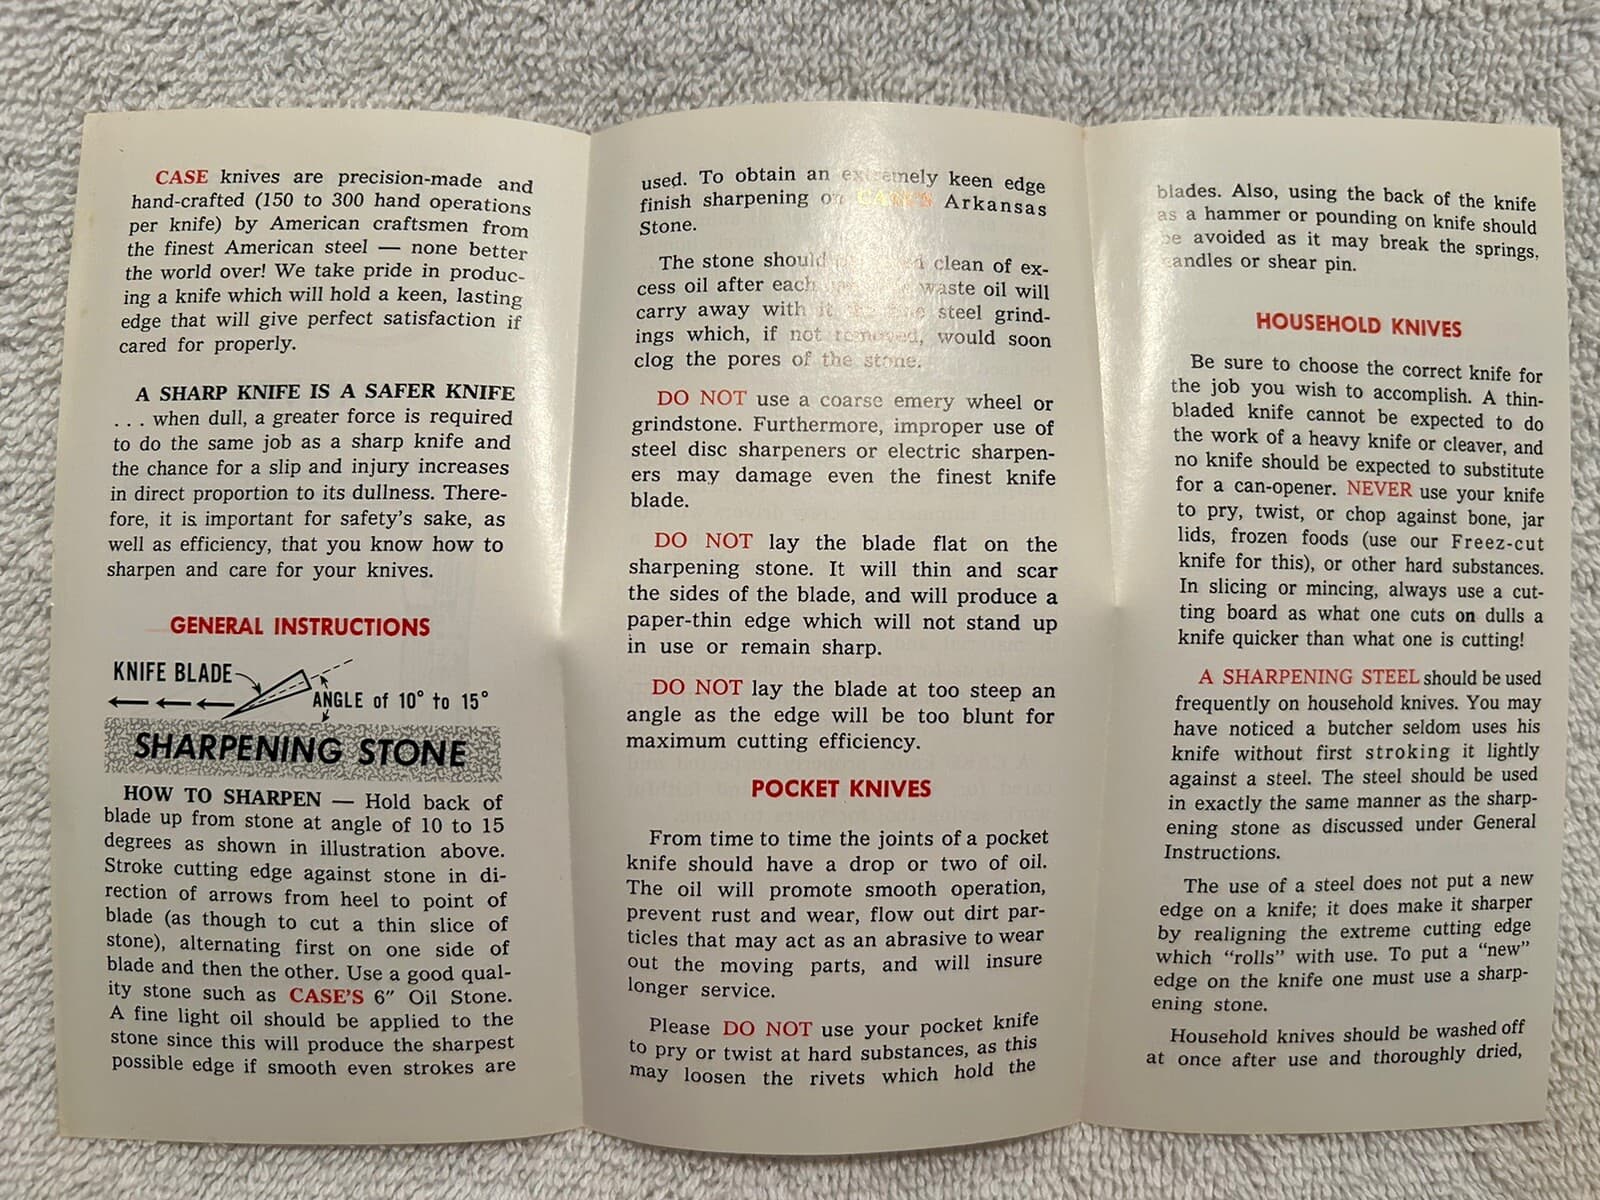 CASE knives are precision-made and
hand-crafted (150 to 300 hand operations
per knife) by American craftsmen from
the finest American steel — none better
the world over! We take pride in produc-
ing a knife which will hold a keen, lasting
edge that will give perfect satisfaction if
cared for properly.
A SHARP KNIFE IS A SAFER KNIFE
. . . when dull, a greater force is required
to do the same job as a sharp knife and
the chance for a slip and injury increases
in direct proportion to its dullness. There-
fore, it is important for safety's sake, as
well as efficiency, that you know how to
sharpen and care for your knives.
GENERAL INSTRUCTIONS
KNIFE BLADE
ANGLE of 10° to 15°
SHARPENING STONE
HOW TO SHARPEN — Hold back of
blade up from stone at angle of 10 to 15
degrees as shown in illustration above.
Stroke cutting edge against stone in di-
rection of arrows from heel to point of
blade (as though to cut a thin slice of
stone), alternating first on one side of
blade and then the other. Use a good qual-
ity stone such as CASE'S 6" Oil Stone.
A fine light oil should be applied to the
stone since this will produce the sharpest
possible edge if smooth even strokes are
used. To obtain an extremely keen edge
finish sharpening on CASE'S Arkansas
Stone.
The stone should clean of ex-
cess oil after each waste oil will
carry away with it steel grind-
ings which, if not removed, would soon
clog the pores of the stone.
DO NOT use a coarse emery wheel or
grindstone. Furthermore, improper use of
steel disc sharpeners or electric sharpen-
ers may damage even the finest knife
blade.
DO NOT lay the blade flat on the
sharpening stone. It will thin and scar
the sides of the blade, and will produce a
paper-thin edge which will not stand up
in use or remain sharp.
DO NOT lay the blade at too steep an
angle as the edge will be too blunt for
maximum cutting efficiency.
POCKET KNIVES
From time to time the joints of a pocket
knife should have a drop or two of oil.
The oil will promote smooth operation,
prevent rust and wear, flow out dirt par-
ticles that may act as an abrasive to wear
out the moving parts, and will insure
longer service.
Please DO NOT use your pocket knife
to pry or twist at hard substances, as this
may loosen the rivets which hold the
blades. Also, using the back of the knife
as a hammer or pounding on knife should
be avoided as it may break the springs,
handles or shear pin.
HOUSEHOLD KNIVES
Be sure to choose the correct knife for
the job you wish to accomplish. A thin-
bladed knife cannot be expected to do
the work of a heavy knife or cleaver, and
no knife should be expected to substitute
for a can-opener. NEVER use your knife
to pry, twist, or chop against bone, jar
lids, frozen foods (use our Freez-cut
knife for this), or other hard substances.
In slicing or mincing, always use a cut-
ting board as what one cuts on dulls a
knife quicker than what one is cutting!
A SHARPENING STEEL should be used
frequently on household knives. You may
have noticed a butcher seldom uses his
knife without first stroking it lightly
against a steel. The steel should be used
in exactly the same manner as the sharp-
ening stone as discussed under General
Instructions.
The use of a steel does not put a new
edge on a knife; it does make it sharper
by realigning the extreme cutting edge
which "rolls" with use. To put a "new"
edge on the knife one must use a sharp-
ening stone.
Household knives should be washed off
at once after use and thoroughly dried,